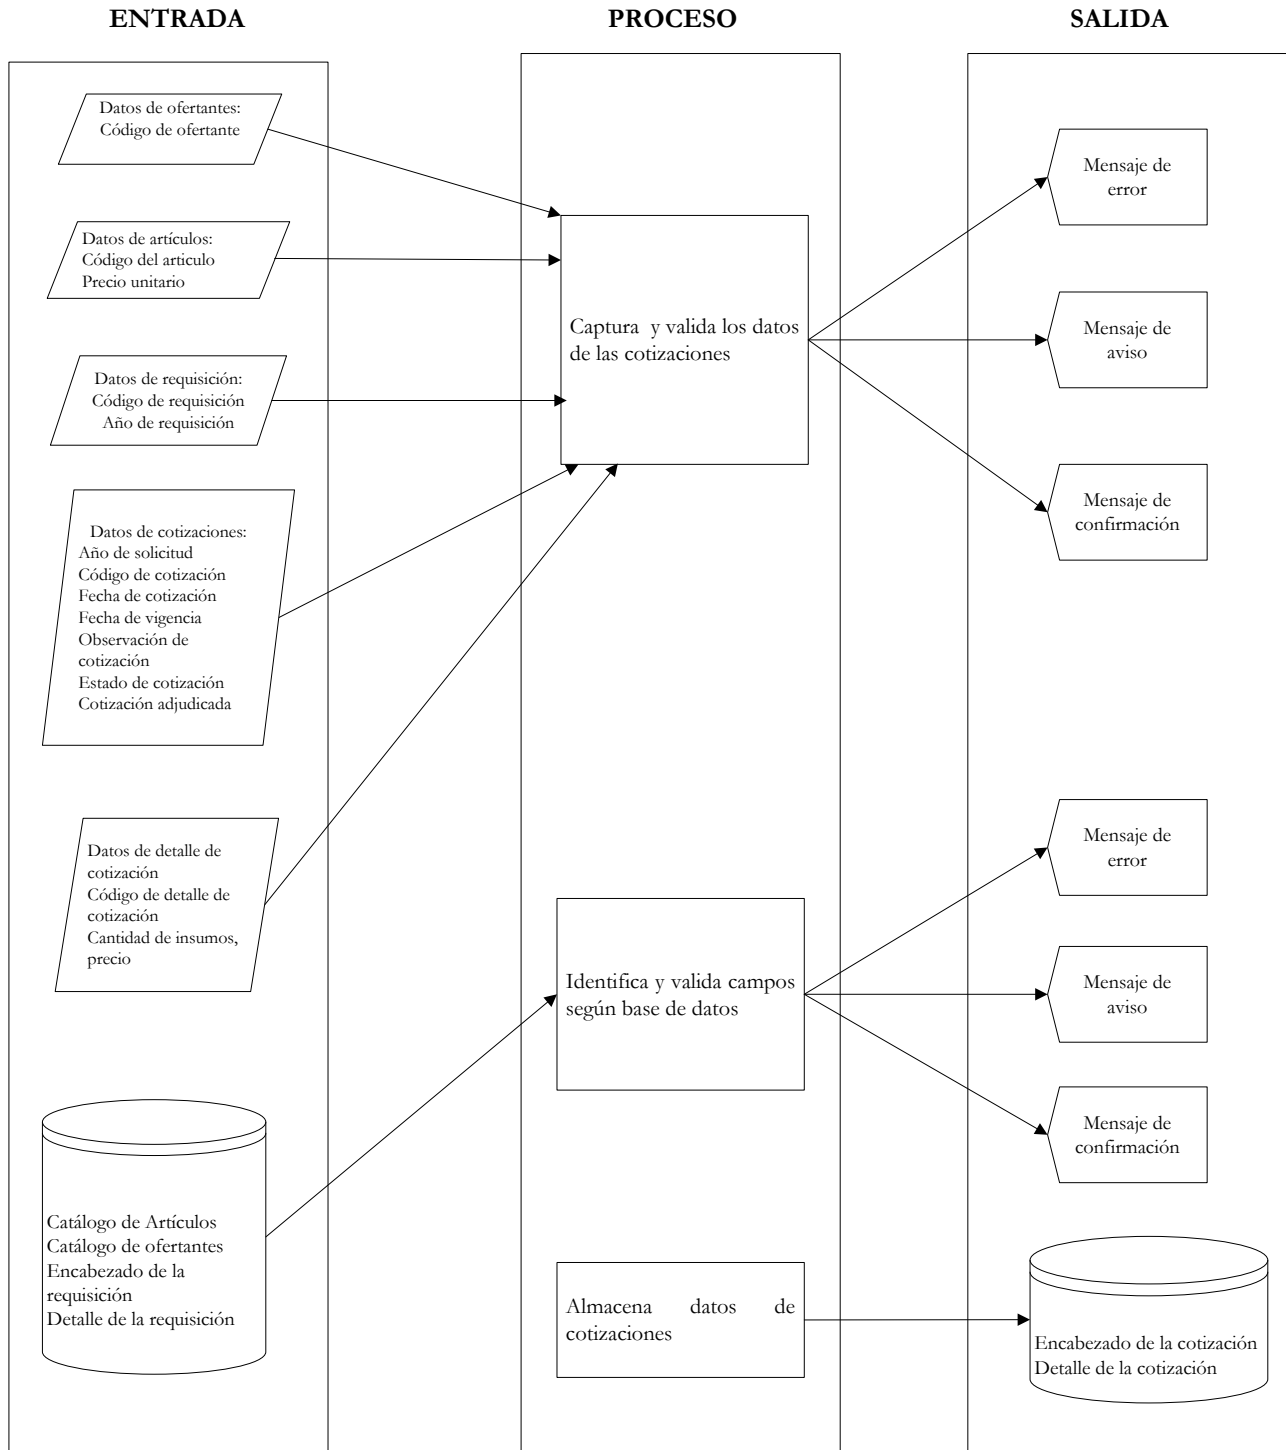 ENTRADA
PROCESO
SALIDA
Datos de ofertantes:
Código de ofertante
Datos de artículos:
Código del articulo
Precio unitario
Datos de requisición:
Código de requisición
Año de requisición
Datos de cotizaciones:
Año de solicitud
Código de cotización
Fecha de cotización
Fecha de vigencia
Observación de
cotización
Estado de cotización
Cotización adjudicada
Datos de detalle de
cotización
Código de detalle de
cotización
Cantidad de insumos,
precio
Catálogo de Artículos
Catálogo de ofertantes
Encabezado de la
requisición
Detalle de la requisición
Captura y valida los datos
de las cotizaciones
Identifica y valida campos
según base de datos
Almacena datos de
cotizaciones
Mensaje de
error
Mensaje de
aviso
Mensaje de
confirmación
Mensaje de
error
Mensaje de
aviso
Mensaje de
confirmación
Encabezado de la cotización
Detalle de la cotización